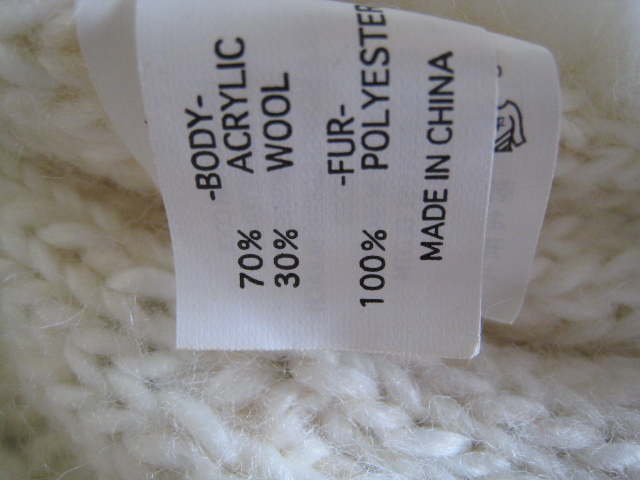 -BODY-
70% ACRYLIC
30% WOOL
-FUR-
100% POLYESTER
MADE IN CHINA